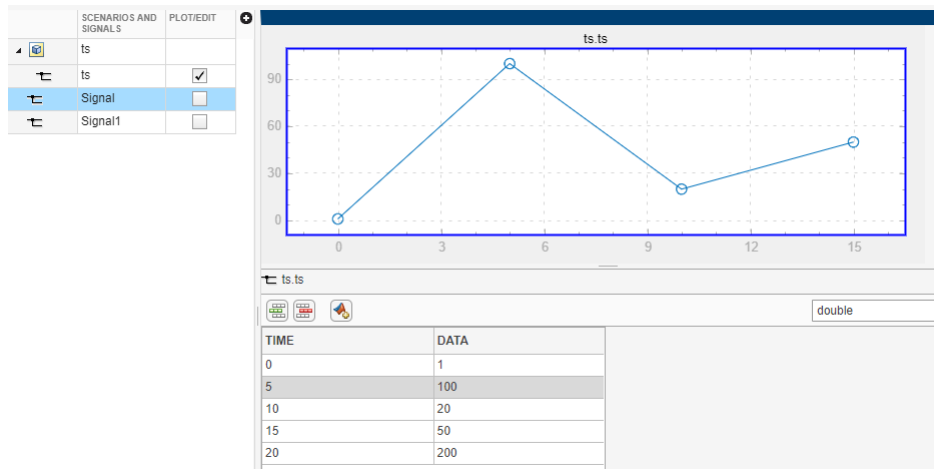 SCENARIOS AND SIGNALS PLOT/EDIT
ts
ts
Signal
Signal1
ts.ts
90
60
30
0
0 3 6 9 12 15
ts.ts
double
TIME DATA
0 1
5 100
10 20
15 50
20 200